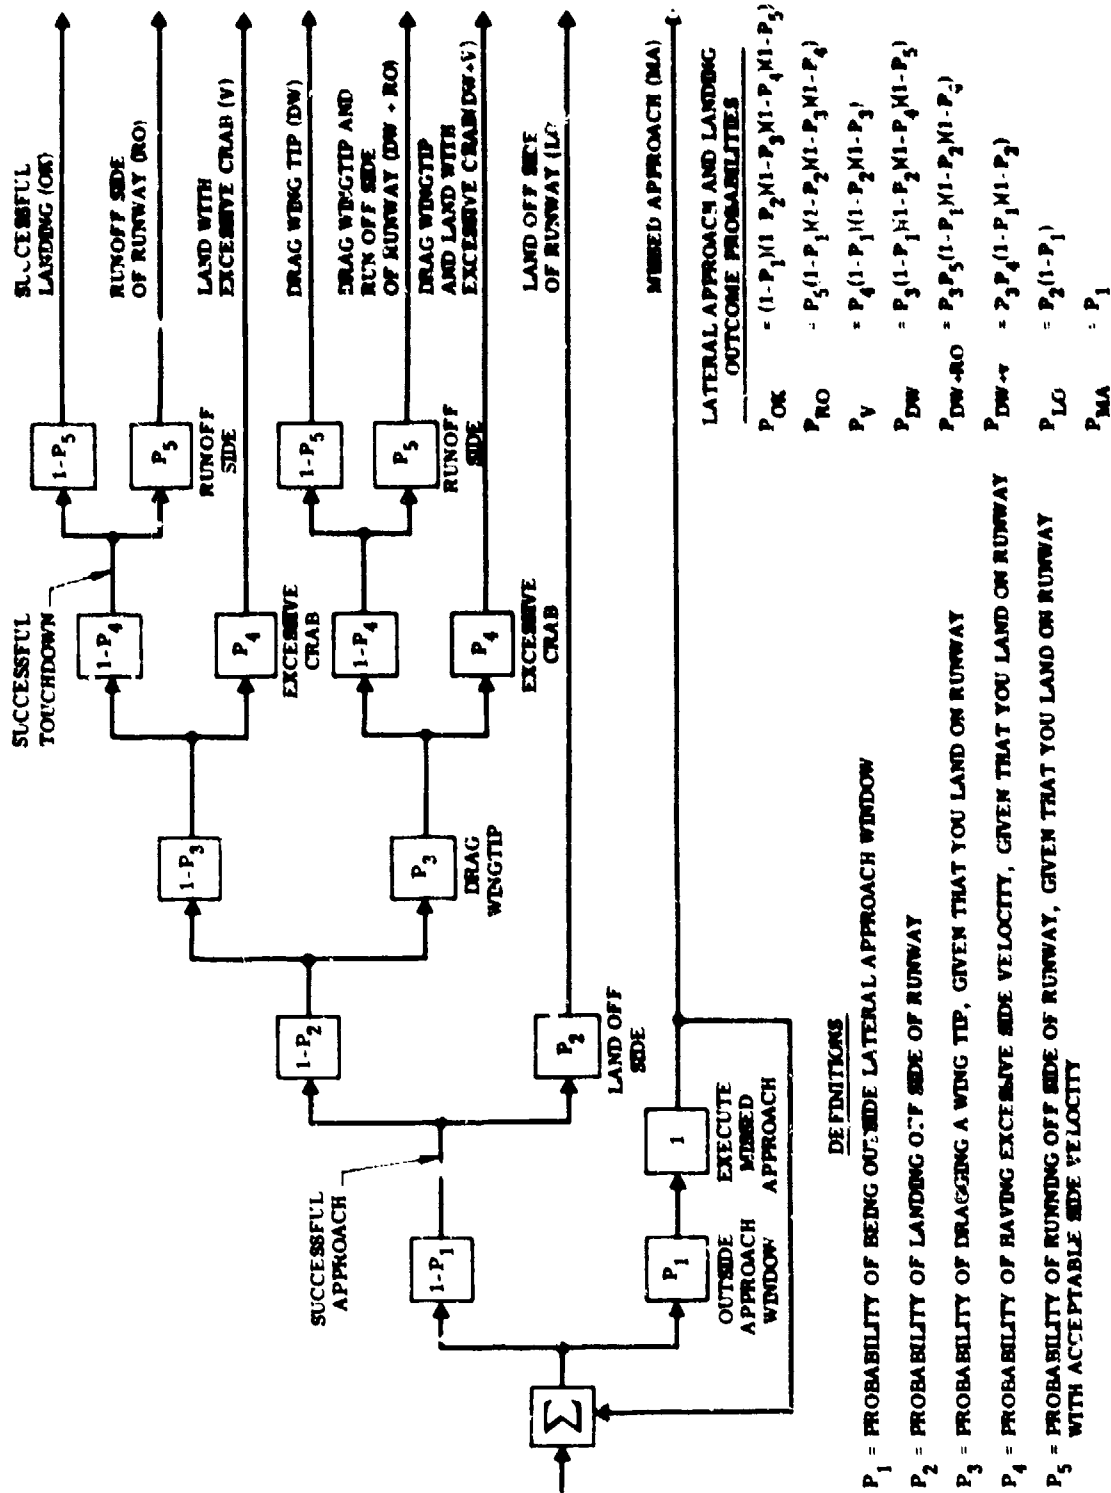 SUCCESSFUL
LANDING (OK)
RUNOFF SIDE
OF RUNWAY (RO)
LAND WITH
EXCESSIVE CRAB (V)
DRAG WING TIP (DW)
DRAG WINGTIP AND
RUN OFF SIDE
OF RUNWAY (DW + RO)
DRAG WINGTIP
AND LAND WITH
EXCESSIVE CRAB (DW+V)
LAND OFF SIDE
OF RUNWAY (LO)
MISSED APPROACH (MA)
1-P5
P5
RUNOFF
SIDE
1-P5
P5
RUNOFF
SIDE
SUCCESSFUL
TOUCHDOWN
1-P4
P4
EXCESSIVE
CRAB
1-P4
P4
EXCESSIVE
CRAB
1-P3
P3
DRAG
WINGTIP
1-P2
P2
LAND OFF
SIDE
SUCCESSFUL
APPROACH
1-P1
P1
OUTSIDE
APPROACH
WINDOW
1
EXECUTE
MISSED
APPROACH
Σ
LATERAL APPROACH AND LANDING
OUTCOME PROBABILITIES
P_OK = (1-P1)(1-P2)(1-P3)(1-P4)(1-P5)
P_RO = P5(1-P1)(1-P2)(1-P3)(1-P4)
P_V = P4(1-P1)(1-P2)(1-P3)
P_DW = P3(1-P1)(1-P2)(1-P4)(1-P5)
P_DW+RO = P3P5(1-P1)(1-P2)(1-P4)
P_DW+V = P3P4(1-P1)(1-P2)
P_LO = P2(1-P1)
P_MA = P1
DEFINITIONS
P1 = PROBABILITY OF BEING OUTSIDE LATERAL APPROACH WINDOW
P2 = PROBABILITY OF LANDING OFF SIDE OF RUNWAY
P3 = PROBABILITY OF DRAGGING A WING TIP, GIVEN THAT YOU LAND ON RUNWAY
P4 = PROBABILITY OF HAVING EXCESSIVE SIDE VELOCITY, GIVEN THAT YOU LAND ON RUNWAY
P5 = PROBABILITY OF RUNNING OFF SIDE OF RUNWAY, GIVEN THAT YOU LAND ON RUNWAY
WITH ACCEPTABLE SIDE VELOCITY